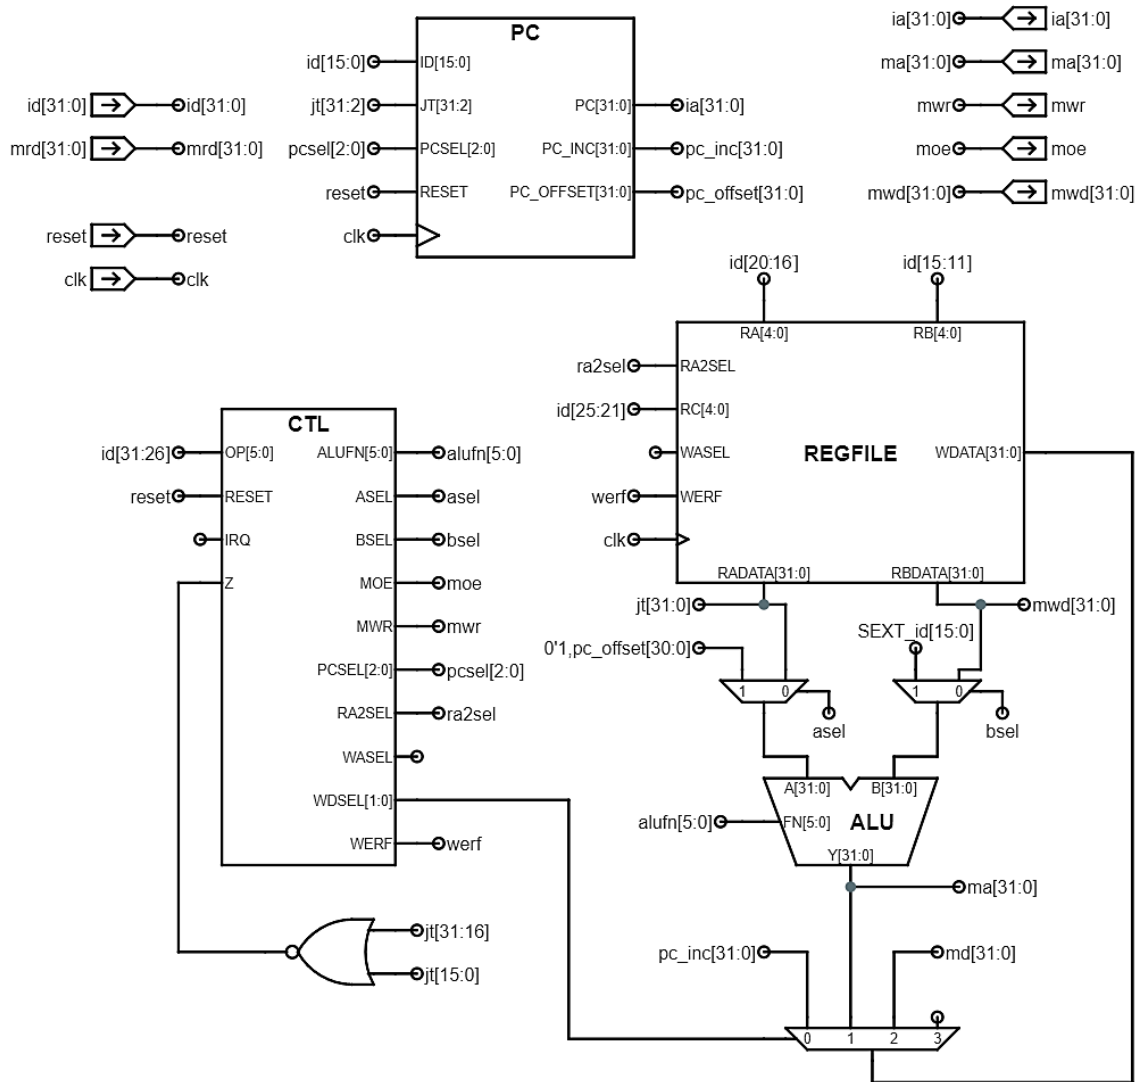 PC
id[15:0]
ID[15:0]
jt[31:2]
JT[31:2]
PC[31:0]
ia[31:0]
pcsel[2:0]
PCSEL[2:0]
PC_INC[31:0]
pc_inc[31:0]
reset
RESET
PC_OFFSET[31:0]
pc_offset[31:0]
clk
id[31:0]
id[31:0]
mrd[31:0]
mrd[31:0]
reset
reset
clk
clk
ia[31:0]
ia[31:0]
ma[31:0]
ma[31:0]
mwr
mwr
moe
moe
mwd[31:0]
mwd[31:0]
id[20:16]
id[15:11]
RA[4:0]
RB[4:0]
ra2sel
RA2SEL
id[25:21]
RC[4:0]
WASEL
REGFILE
WDATA[31:0]
werf
WERF
clk
RADATA[31:0]
RBDATA[31:0]
CTL
id[31:26]
OP[5:0]
ALUFN[5:0]
alufn[5:0]
reset
RESET
ASEL
asel
IRQ
BSEL
bsel
Z
MOE
moe
MWR
mwr
PCSEL[2:0]
pcsel[2:0]
RA2SEL
ra2sel
WASEL
WDSEL[1:0]
WERF
werf
jt[31:0]
mwd[31:0]
0'1,pc_offset[30:0]
SEXT_id[15:0]
1 0
1 0
asel
bsel
A[31:0]
B[31:0]
alufn[5:0]
FN[5:0]
ALU
Y[31:0]
ma[31:0]
jt[31:16]
jt[15:0]
pc_inc[31:0]
md[31:0]
0 1 2 3